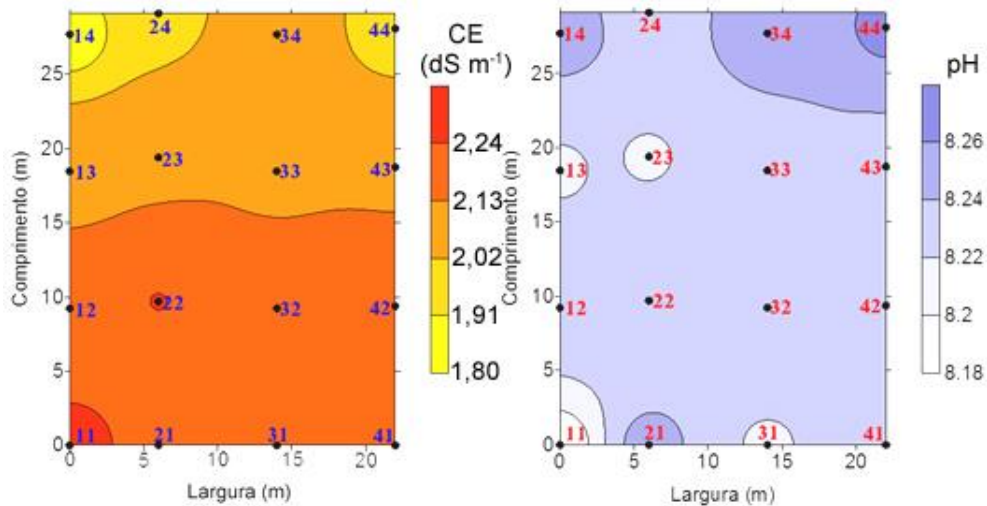 CE
(dS m⁻¹)
2,24
2,13
2,02
1,91
1,80
Comprimento (m)
25
20
15
10
5
0
14 24 34 44
13 23 33 43
12 22 32 42
11 21 31 41
0 5 10 15 20
Largura (m)
pH
8.26
8.24
8.22
8.2
8.18
Comprimento (m)
25
20
15
10
5
0
14 24 34 44
13 23 33 43
12 22 32 42
11 21 31 41
0 5 10 15 20
Largura (m)